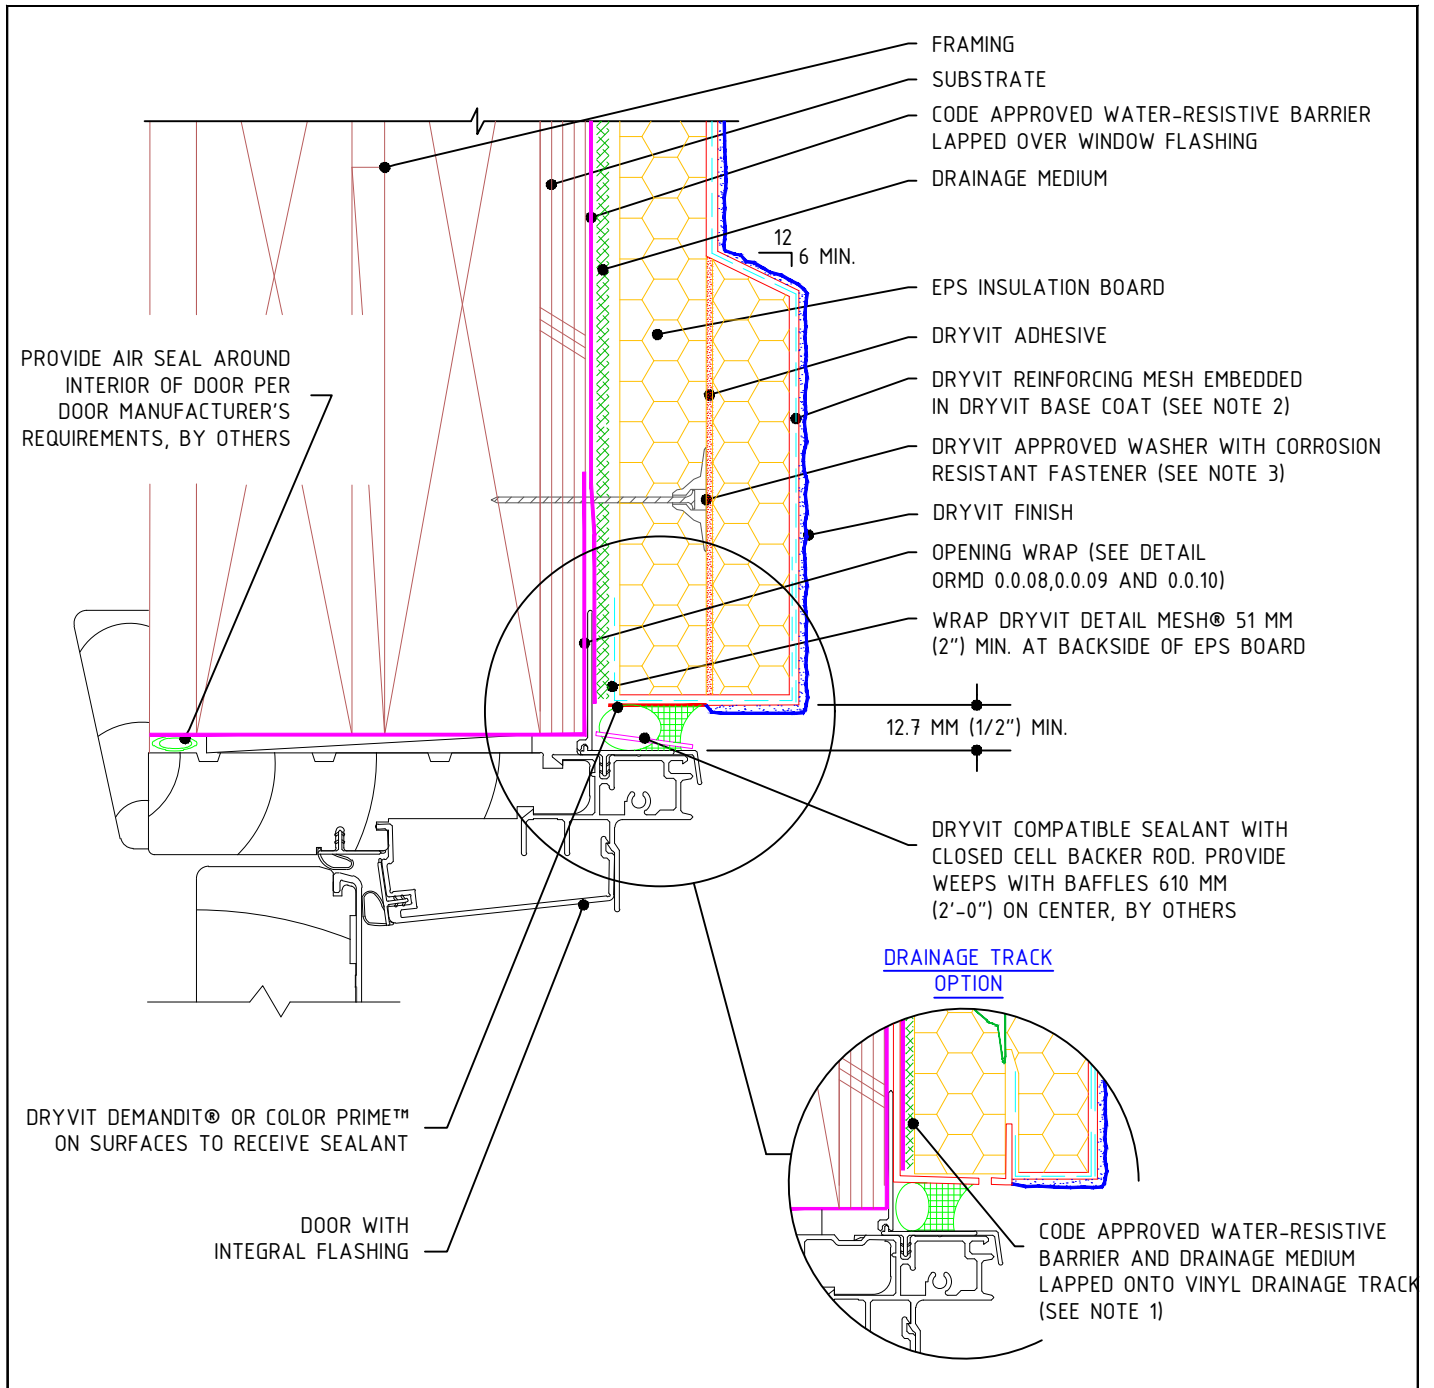 FRAMING
SUBSTRATE
CODE APPROVED WATER-RESISTIVE BARRIER
LAPPED OVER WINDOW FLASHING
DRAINAGE MEDIUM
12
6 MIN.
EPS INSULATION BOARD
DRYVIT ADHESIVE
DRYVIT REINFORCING MESH EMBEDDED
IN DRYVIT BASE COAT (SEE NOTE 2)
DRYVIT APPROVED WASHER WITH CORROSION
RESISTANT FASTENER (SEE NOTE 3)
DRYVIT FINISH
OPENING WRAP (SEE DETAIL
ORMD 0.0.08,0.0.09 AND 0.0.10)
WRAP DRYVIT DETAIL MESH® 51 MM
(2") MIN. AT BACKSIDE OF EPS BOARD
12.7 MM (1/2") MIN.
DRYVIT COMPATIBLE SEALANT WITH
CLOSED CELL BACKER ROD. PROVIDE
WEEPS WITH BAFFLES 610 MM
(2'-0") ON CENTER, BY OTHERS
PROVIDE AIR SEAL AROUND
INTERIOR OF DOOR PER
DOOR MANUFACTURER'S
REQUIREMENTS, BY OTHERS
DRYVIT DEMANDIT® OR COLOR PRIME™
ON SURFACES TO RECEIVE SEALANT
DOOR WITH
INTEGRAL FLASHING
DRAINAGE TRACK
OPTION
CODE APPROVED WATER-RESISTIVE
BARRIER AND DRAINAGE MEDIUM
LAPPED ONTO VINYL DRAINAGE TRACK
(SEE NOTE 1)